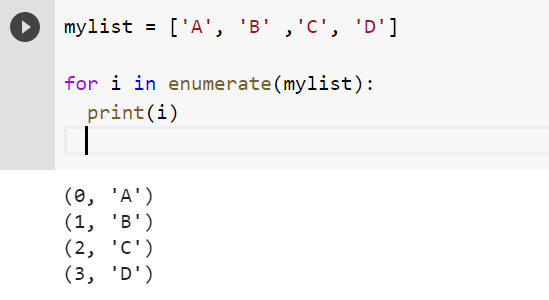 mylist = ['A', 'B' ,'C', 'D']
for i in enumerate(mylist):
  print(i)
(0, 'A')
(1, 'B')
(2, 'C')
(3, 'D')